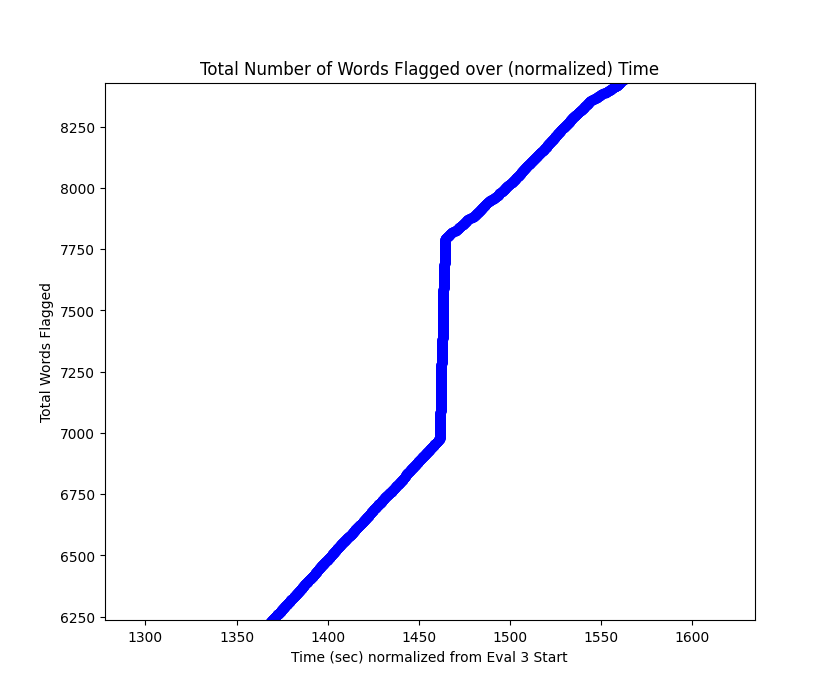 Total Number of Words Flagged over (normalized) Time
8250
8000
7750
7500
7250
7000
6750
6500
6250
Total Words Flagged
1300 1350 1400 1450 1500 1550 1600
Time (sec) normalized from Eval 3 Start